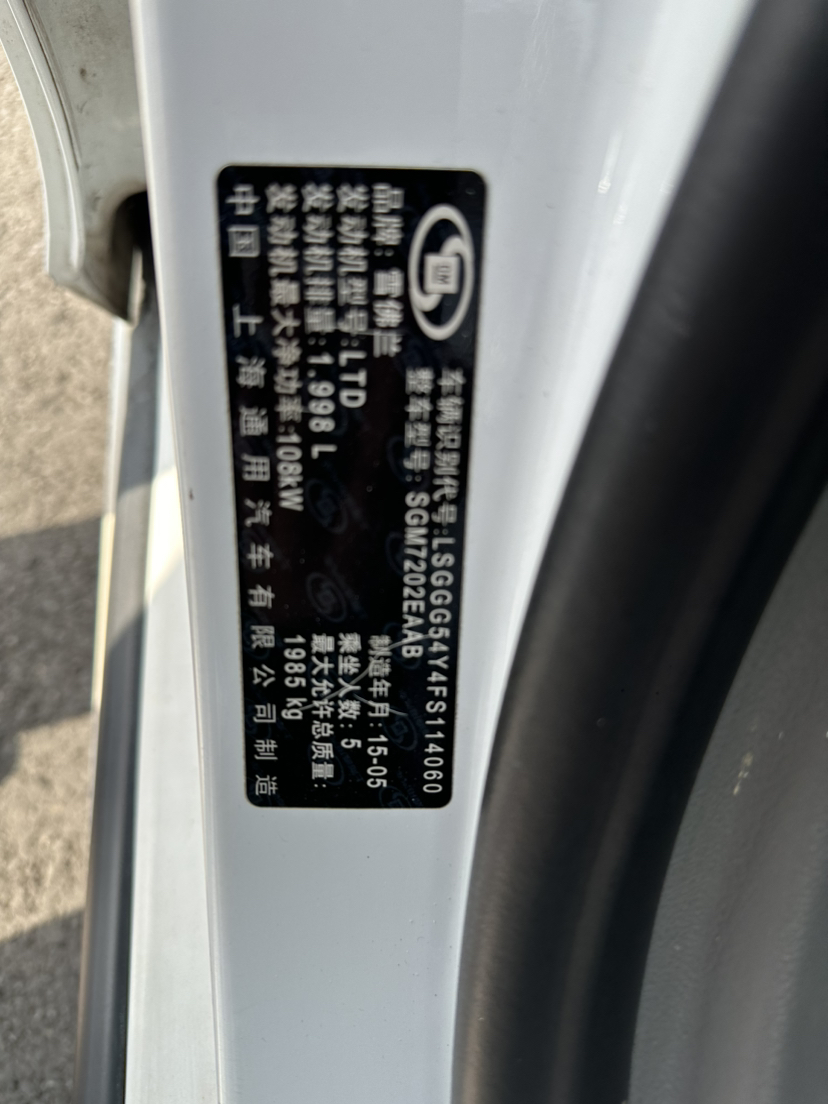 GM
车辆识别代号:LSGGG54Y4FS114060
整车型号:SGM7202EAAB
品牌:雪佛兰
发动机型号:LTD
发动机排量:1.998 L
发动机最大净功率:108kW
制造年月:15-05
乘坐人数:5
最大允许总质量:
1985 kg
中国 上海通用汽车有限公司制造